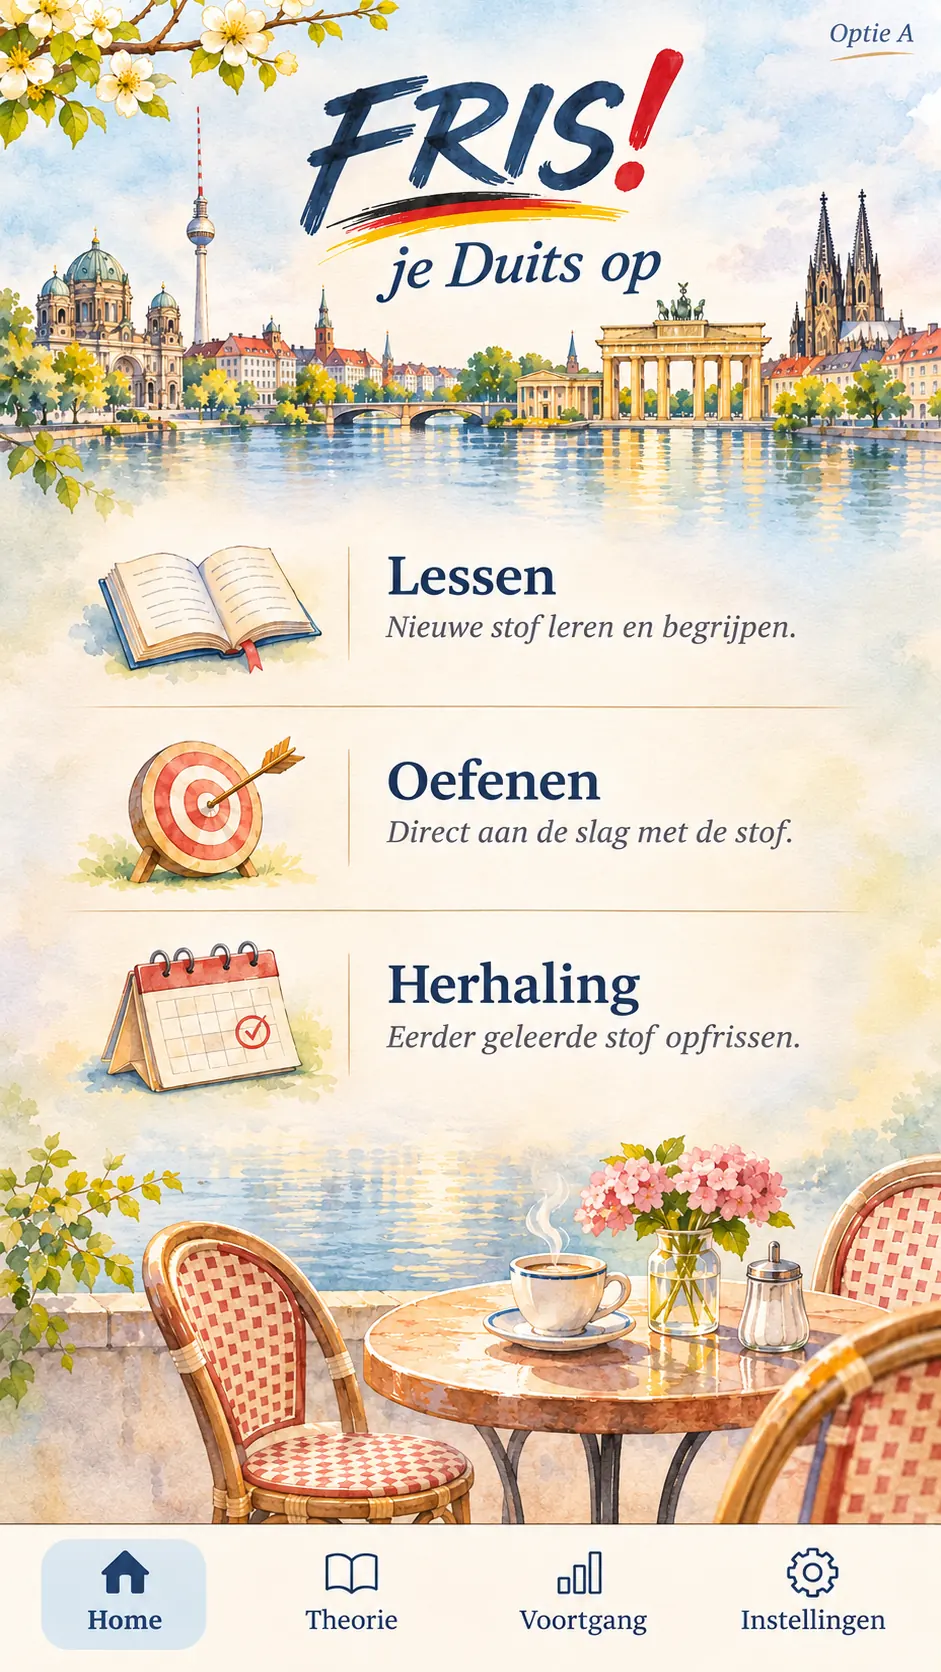 Optie A
FRIS!
je Duits op
Lessen
Nieuwe stof leren en begrijpen.
Oefenen
Direct aan de slag met de stof.
Herhaling
Eerder geleerde stof opfrissen.
Home
Theorie
Voortgang
Instellingen